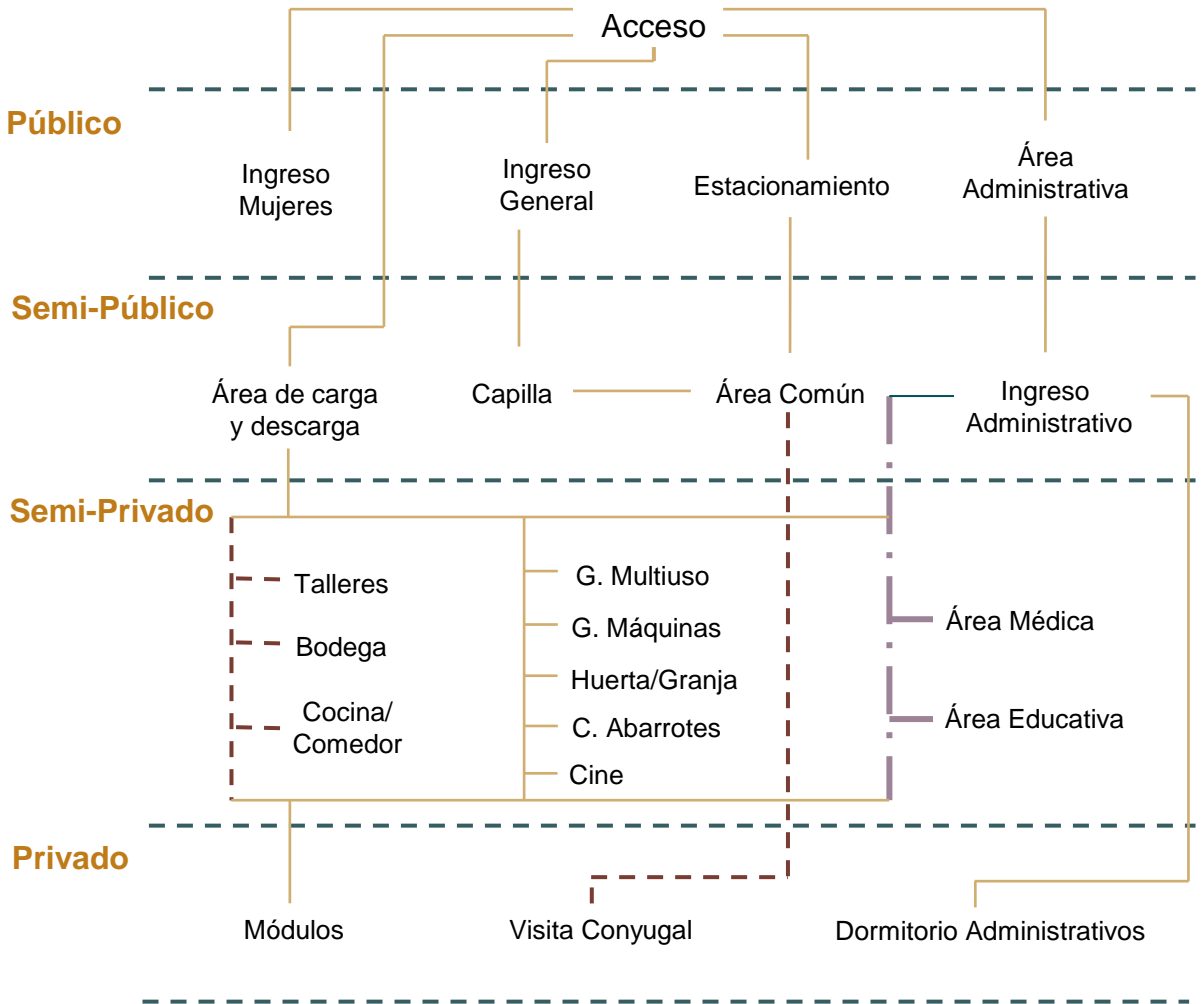 Acceso
Público
Ingreso
Mujeres
Ingreso
General
Estacionamiento
Área
Administrativa
Semi-Público
Área de carga
y descarga
Capilla
Área Común
Ingreso
Administrativo
Semi-Privado
Talleres
Bodega
Cocina/
Comedor
G. Multiuso
G. Máquinas
Huerta/Granja
C. Abarrotes
Cine
Área Médica
Área Educativa
Privado
Módulos
Visita Conyugal
Dormitorio Administrativos